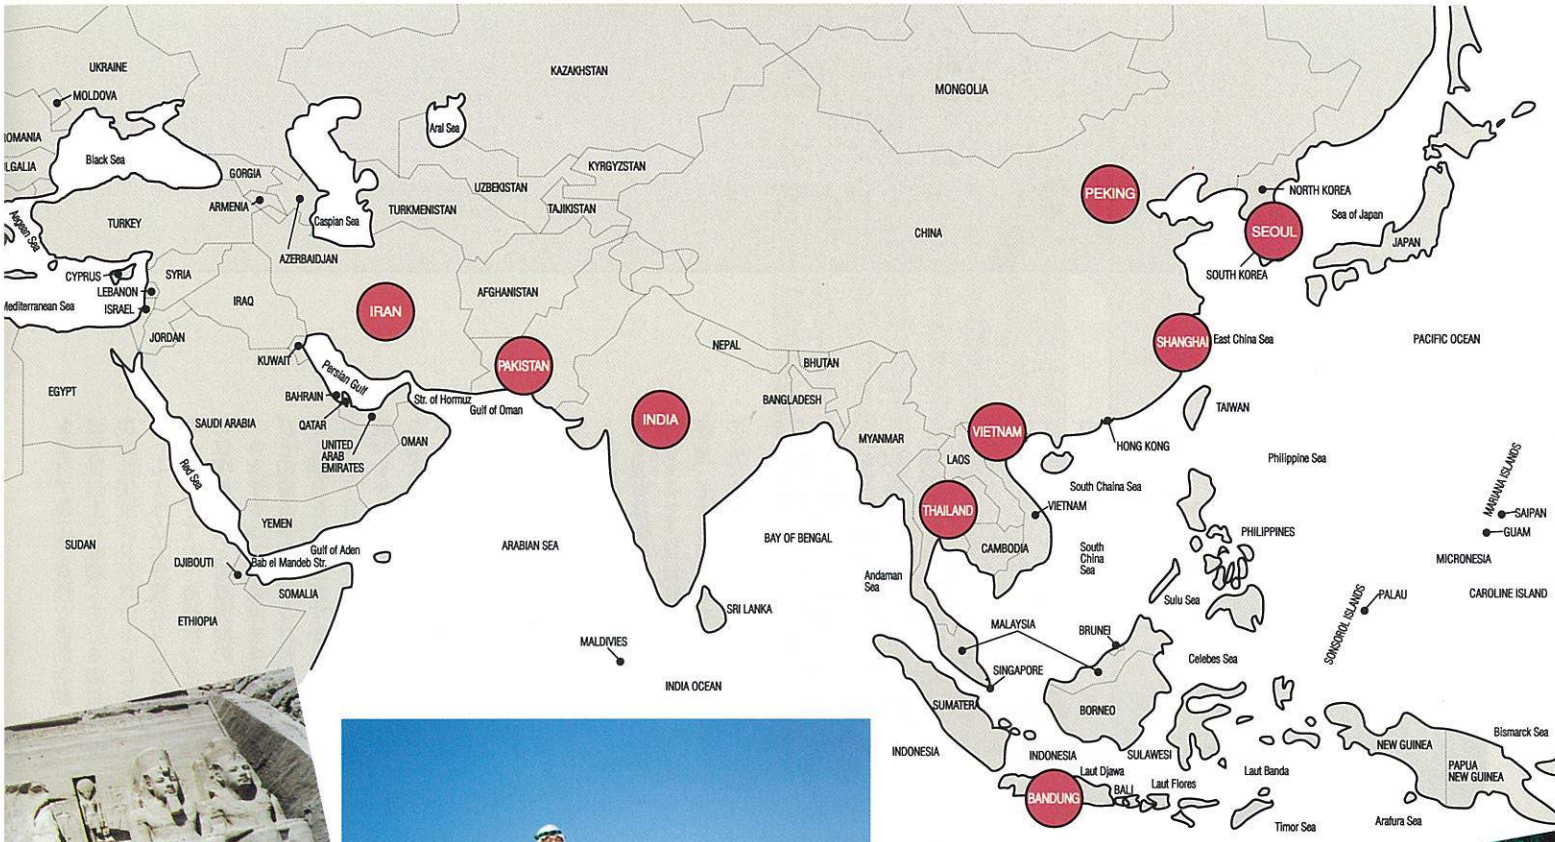 UKRAINE
MOLDOVA
ROMANIA
LGALIA
Black Sea
Aegean Sea
TURKEY
GORGIA
ARMENIA
AZERBAIDJAN
Caspian Sea
Aral Sea
KAZAKHSTAN
UZBEKISTAN
TURKMENISTAN
KYRGYZSTAN
TAJIKISTAN
MONGOLIA
CHINA
PEKING
NORTH KOREA
SEOUL
SOUTH KOREA
Sea of Japan
JAPAN
CYPRUS
SYRIA
LEBANON
Mediterranean Sea
ISRAEL
IRAQ
JORDAN
IRAN
AFGHANISTAN
PAKISTAN
KUWAIT
Persian Gulf
BAHRAIN
QATAR
UNITED
ARAB
EMIRATES
OMAN
Str. of Hormuz
Gulf of Oman
EGYPT
SAUDI ARABIA
Red Sea
YEMEN
SUDAN
Gulf of Aden
Bab el Mandeb Str.
DJIBOUTI
SOMALIA
ETHIOPIA
INDIA
NEPAL
BHUTAN
BANGLADESH
MYANMAR
SHANGHAI
East China Sea
PACIFIC OCEAN
TAIWAN
VIETNAM
HONG KONG
LAOS
South Chaina Sea
VIETNAM
THAILAND
CAMBODIA
South
China
Sea
Philippine Sea
PHILIPPINES
MARIANA ISLANDS
SAIPAN
GUAM
MICRONESIA
CAROLINE ISLAND
PALAU
SONSOROL ISLANDS
ARABIAN SEA
BAY OF BENGAL
Andaman
Sea
SRI LANKA
MALDIVIES
INDIA OCEAN
MALAYSIA
BRUNEI
Sulu Sea
Celebes Sea
SINGAPORE
SUMATERA
BORNEO
INDONESIA
INDONESIA
SULAWESI
Laut Djawa
BANDUNG
BALI
Laut Flores
Laut Banda
Timor Sea
Arafura Sea
NEW GUINEA
PAPUA
NEW GUINEA
Bismarck Sea